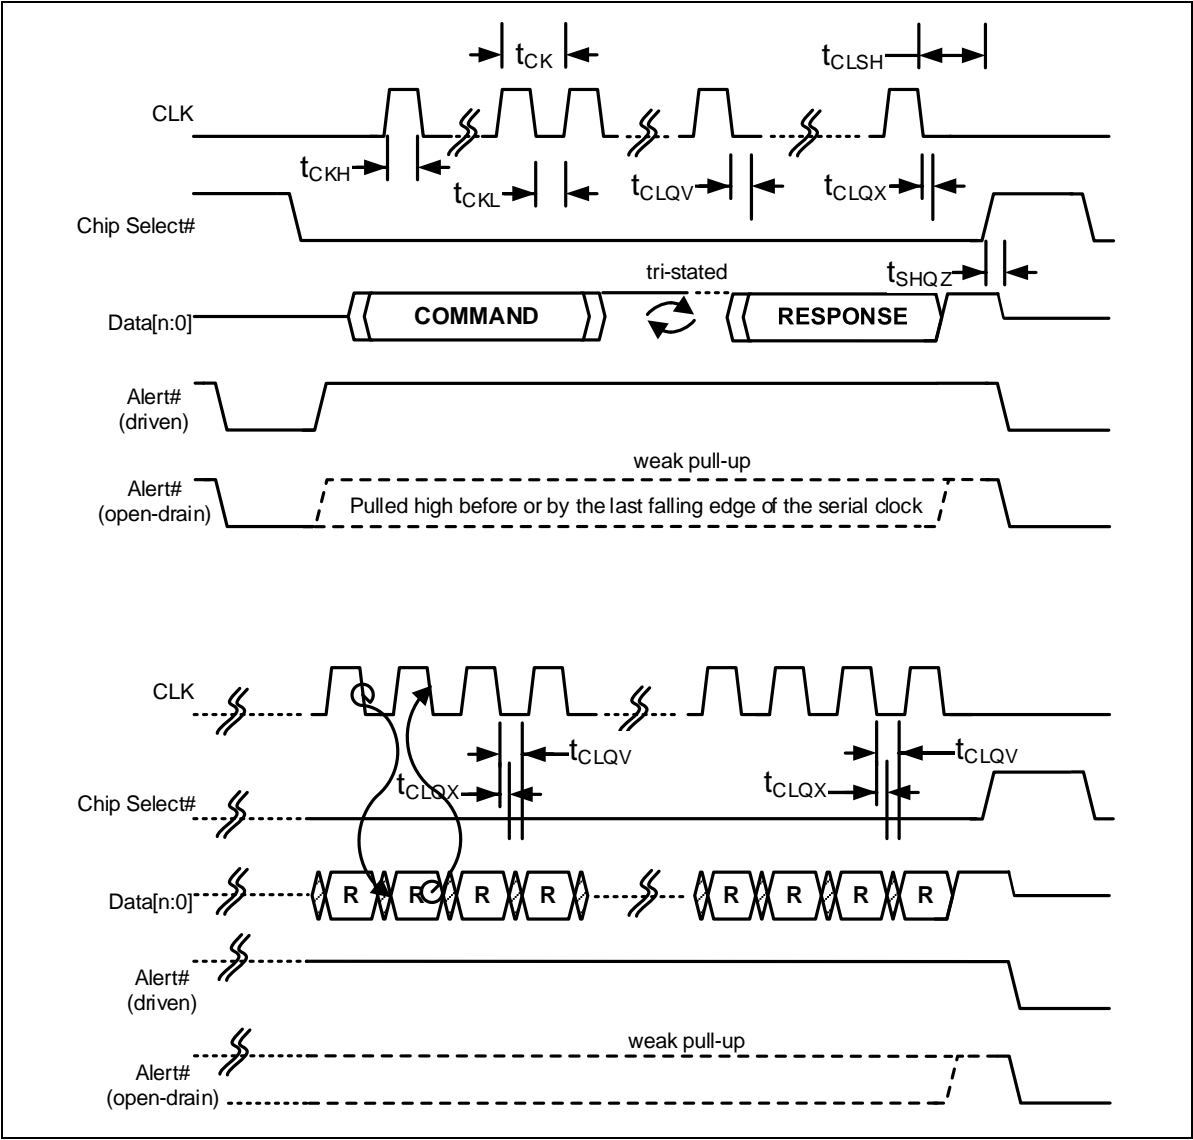 tCK
tCLSH
CLK
tCKH
tCKL
tCLQV
tCLQX
Chip Select#
tSHQZ
tri-stated
Data[n:0]
COMMAND
RESPONSE
Alert#
(driven)
weak pull-up
Alert#
(open-drain)
Pulled high before or by the last falling edge of the serial clock
CLK
tCLQV
tCLQV
tCLQX
tCLQX
Chip Select#
Data[n:0]
R R R R R R R R
Alert#
(driven)
weak pull-up
Alert#
(open-drain)